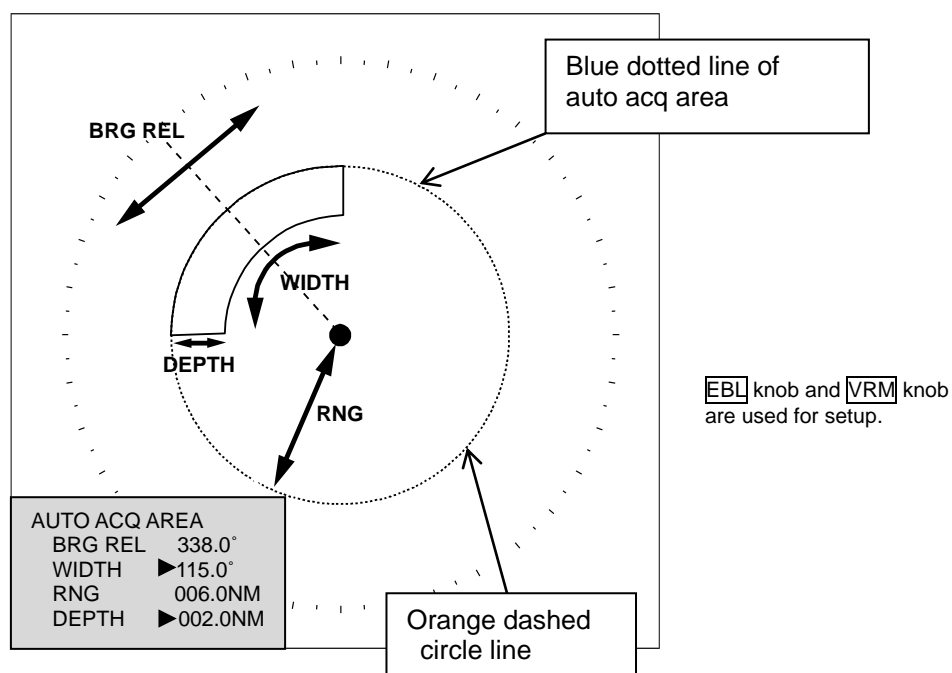 Blue dotted line of
auto acq area
BRG REL
WIDTH
DEPTH
RNG
EBL knob and VRM knob
are used for setup.
AUTO ACQ AREA
BRG REL 338.0°
WIDTH ▶115.0°
RNG 006.0NM
DEPTH ▶002.0NM
Orange dashed
circle line